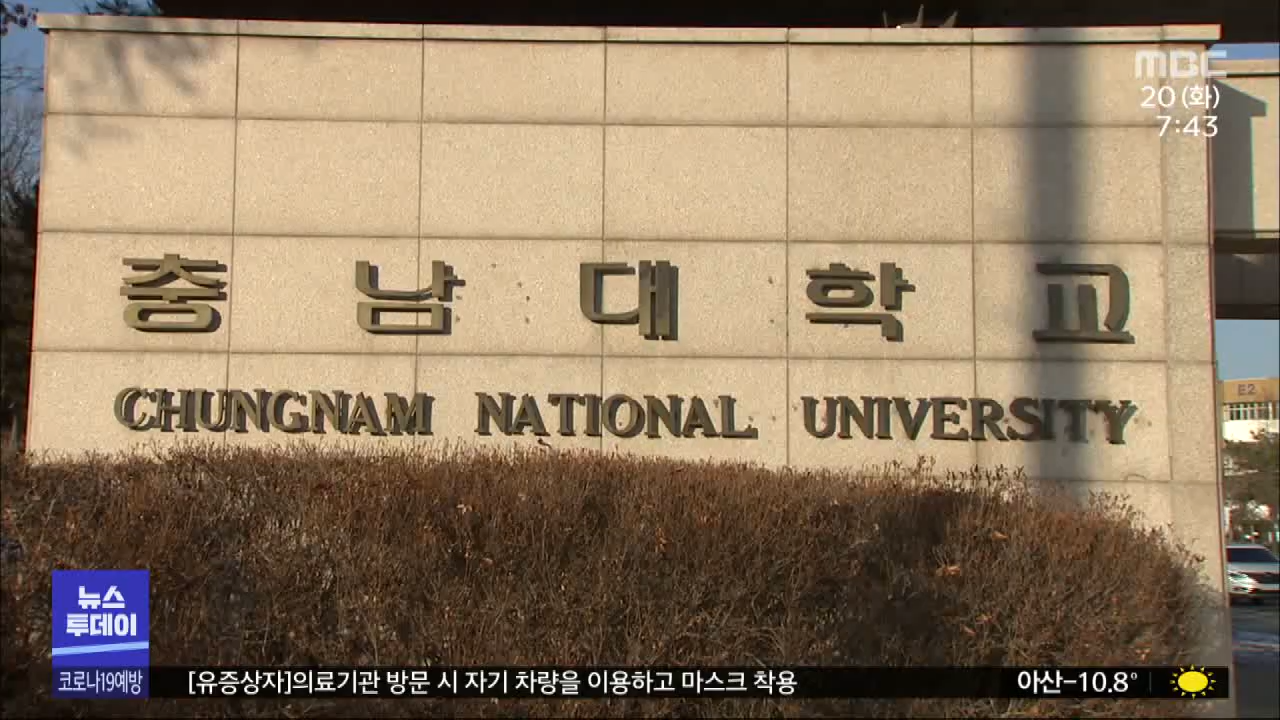 MBC
20 (화)
7:43
충남대학교
CHUNGNAM NATIONAL UNIVERSITY
E2
뉴스
투데이
코로나19예방
[유증상자]의료기관 방문 시 자기 차량을 이용하고 마스크 착용
아산-10.8°